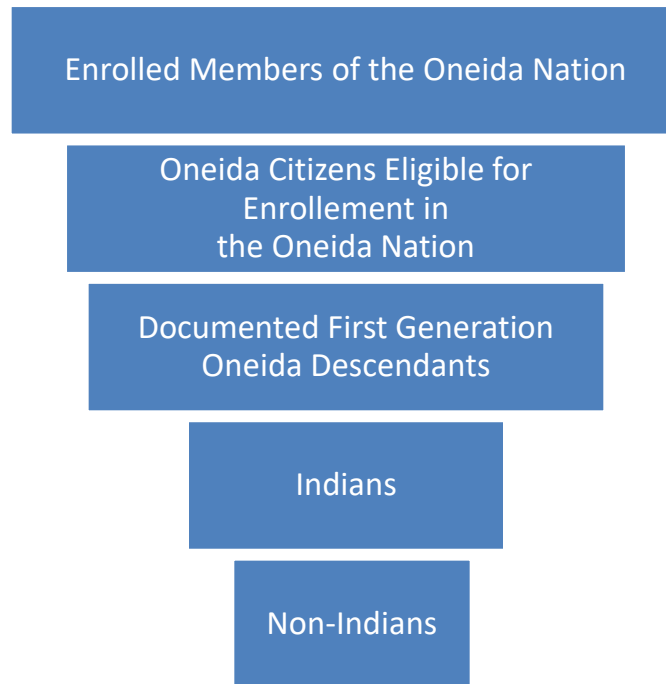 Enrolled Members of the Oneida Nation
Oneida Citizens Eligible for
Enrollement in
the Oneida Nation
Documented First Generation
Oneida Descendants
Indians
Non-Indians